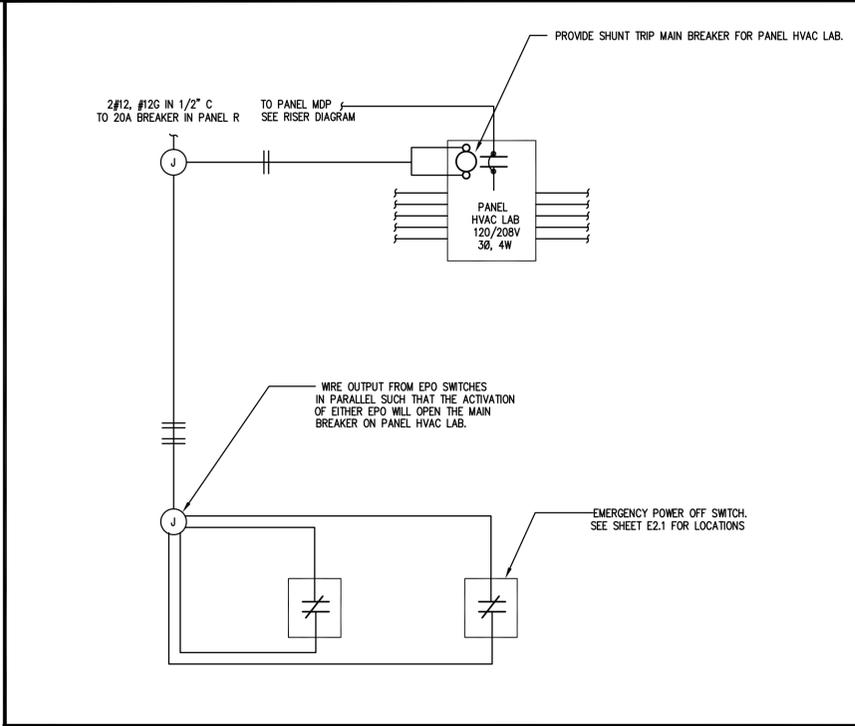 PROVIDE SHUNT TRIP MAIN BREAKER FOR PANEL HVAC LAB.
2#12, #12G IN 1/2" C
TO 20A BREAKER IN PANEL R
TO PANEL MDP
SEE RISER DIAGRAM
J
PANEL
HVAC LAB
120/208V
3Ø, 4W
WIRE OUTPUT FROM EPO SWITCHES
IN PARALLEL SUCH THAT THE ACTIVATION
OF EITHER EPO WILL OPEN THE MAIN
BREAKER ON PANEL HVAC LAB.
J
EMERGENCY POWER OFF SWITCH.
SEE SHEET E2.1 FOR LOCATIONS